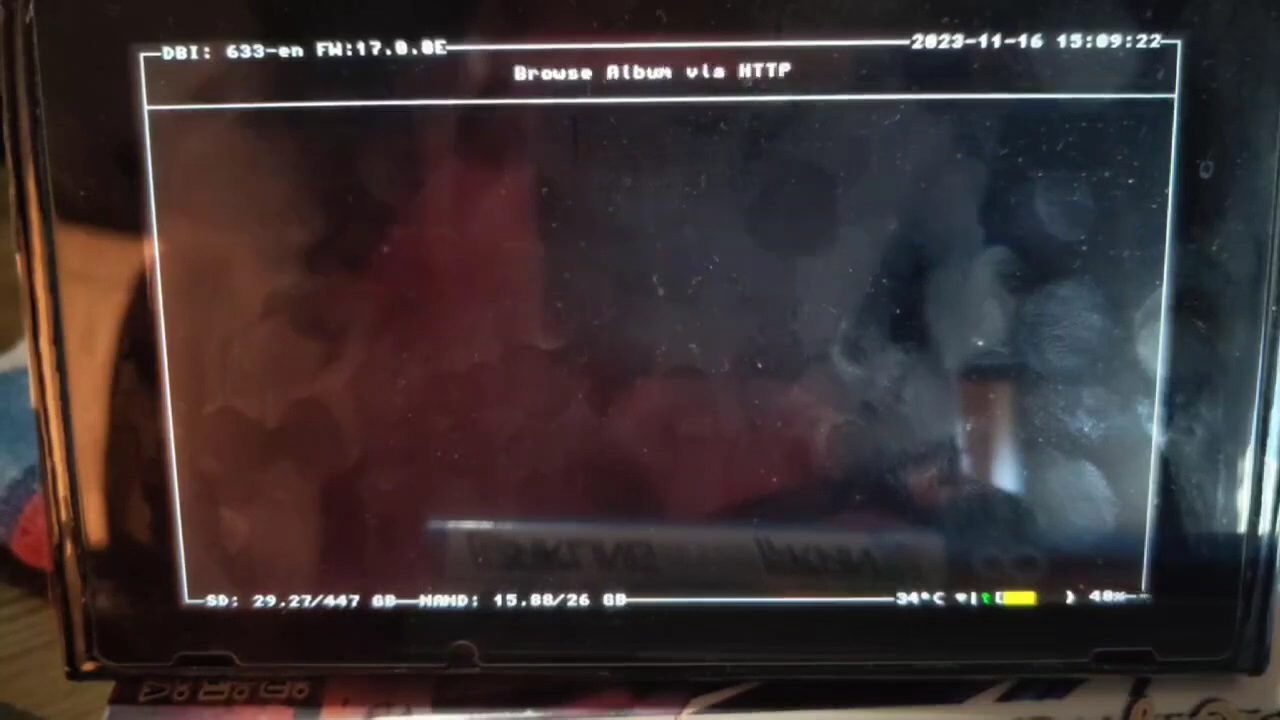 DBI: 633-en FW:17.0.0E 2023-11-16 15:09:22
Browse Album via HTTP
SD: 29.27/447 GB NAND: 15.88/26 GB 34°C 48%